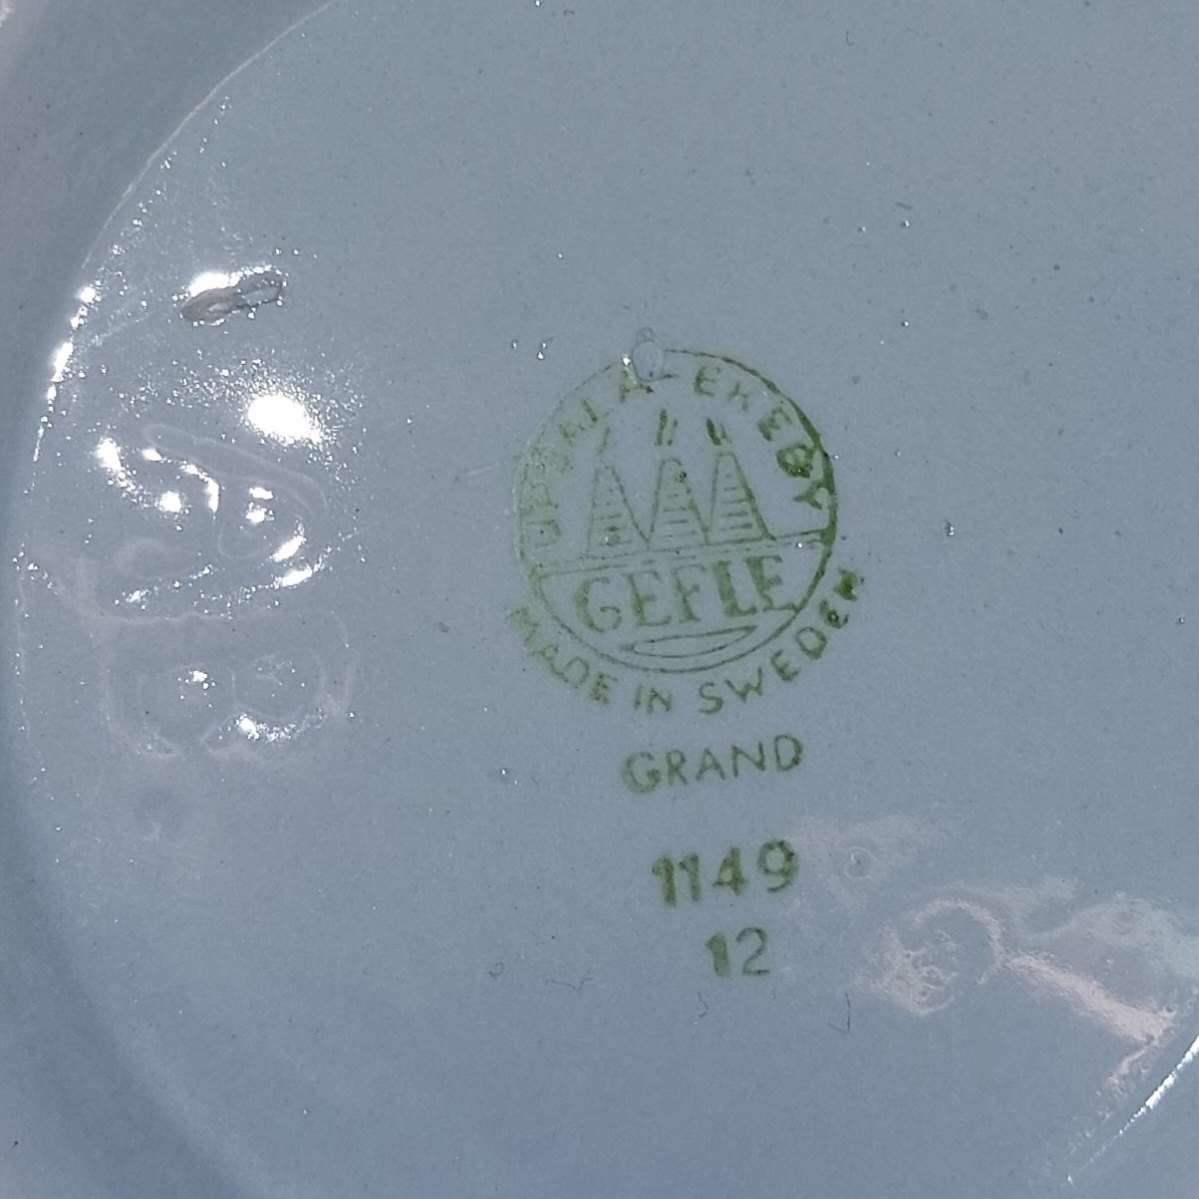 UPSALA-EKEBY
GEFLE
MADE IN SWEDEN
GRAND
1149
12